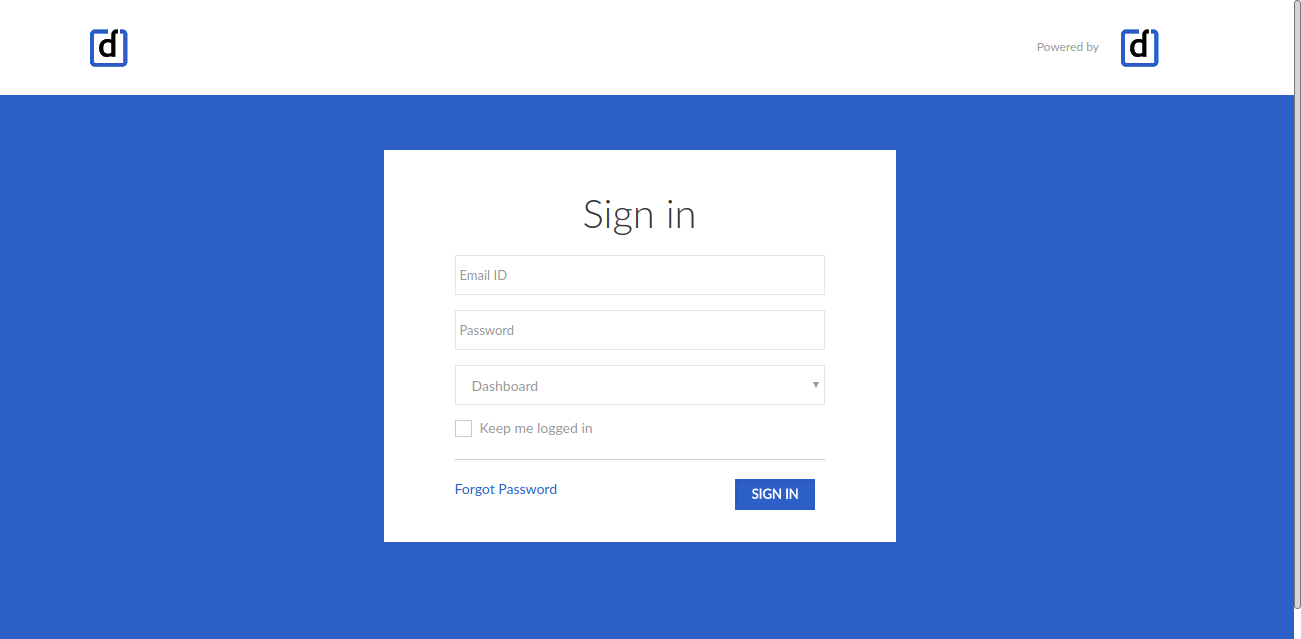 d
Powered by
d
Sign in
Email ID
Password
Dashboard
Keep me logged in
Forgot Password
SIGN IN